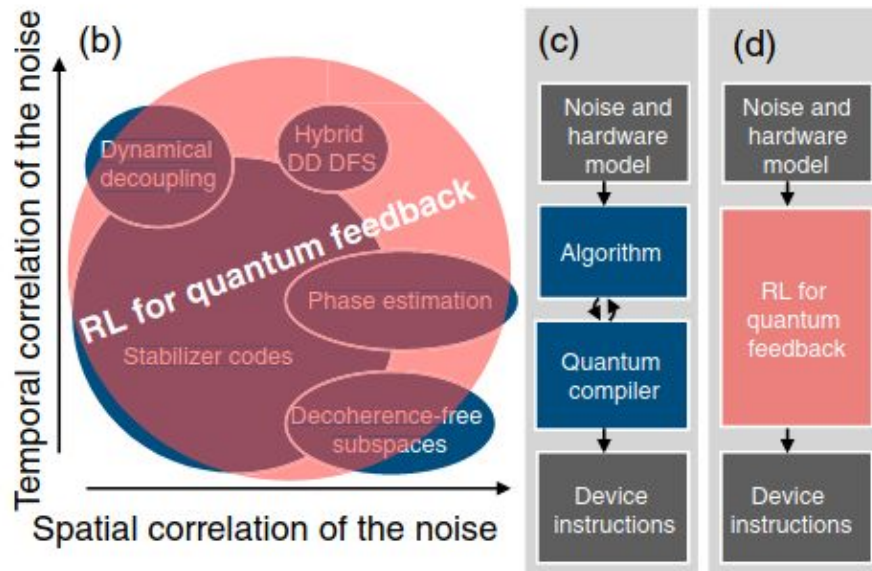 Temporal correlation of the noise
(b)
Dynamical
decoupling
Hybrid
DD DFS
RL for quantum feedback
Phase estimation
Stabilizer codes
Decoherence-free
subspaces
Spatial correlation of the noise
(c)
Noise and
hardware
model
Algorithm
Quantum
compiler
Device
instructions
(d)
Noise and
hardware
model
RL for
quantum
feedback
Device
instructions